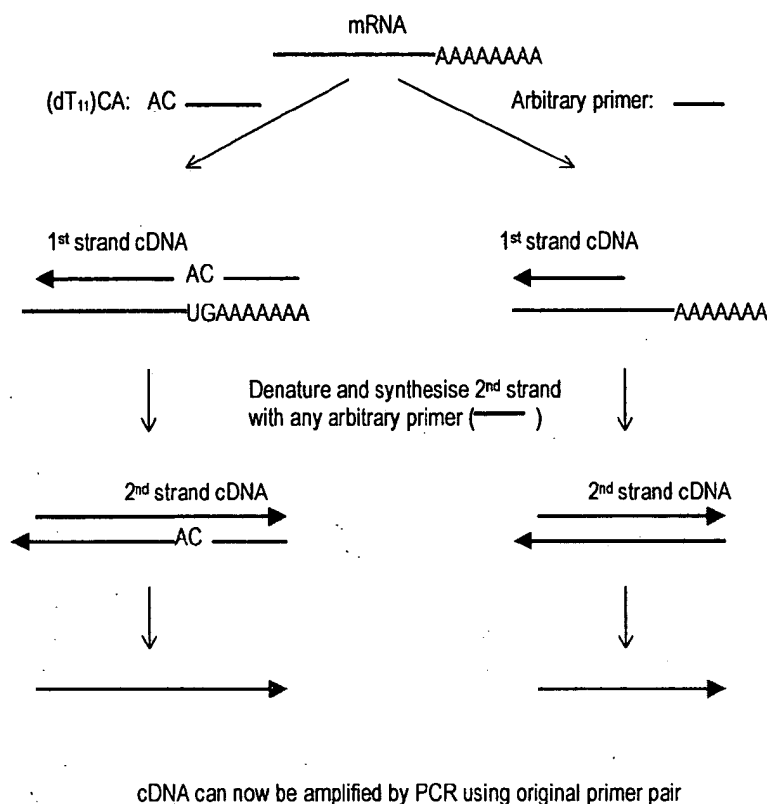 mRNA
AAAAAAAA
(dT₁₁)CA: AC
Arbitrary primer:
1st strand cDNA
1st strand cDNA
AC
UGAAAAAAA
AAAAAAA
Denature and synthesise 2nd strand
with any arbitrary primer ( )
2nd strand cDNA
2nd strand cDNA
AC
cDNA can now be amplified by PCR using original primer pair